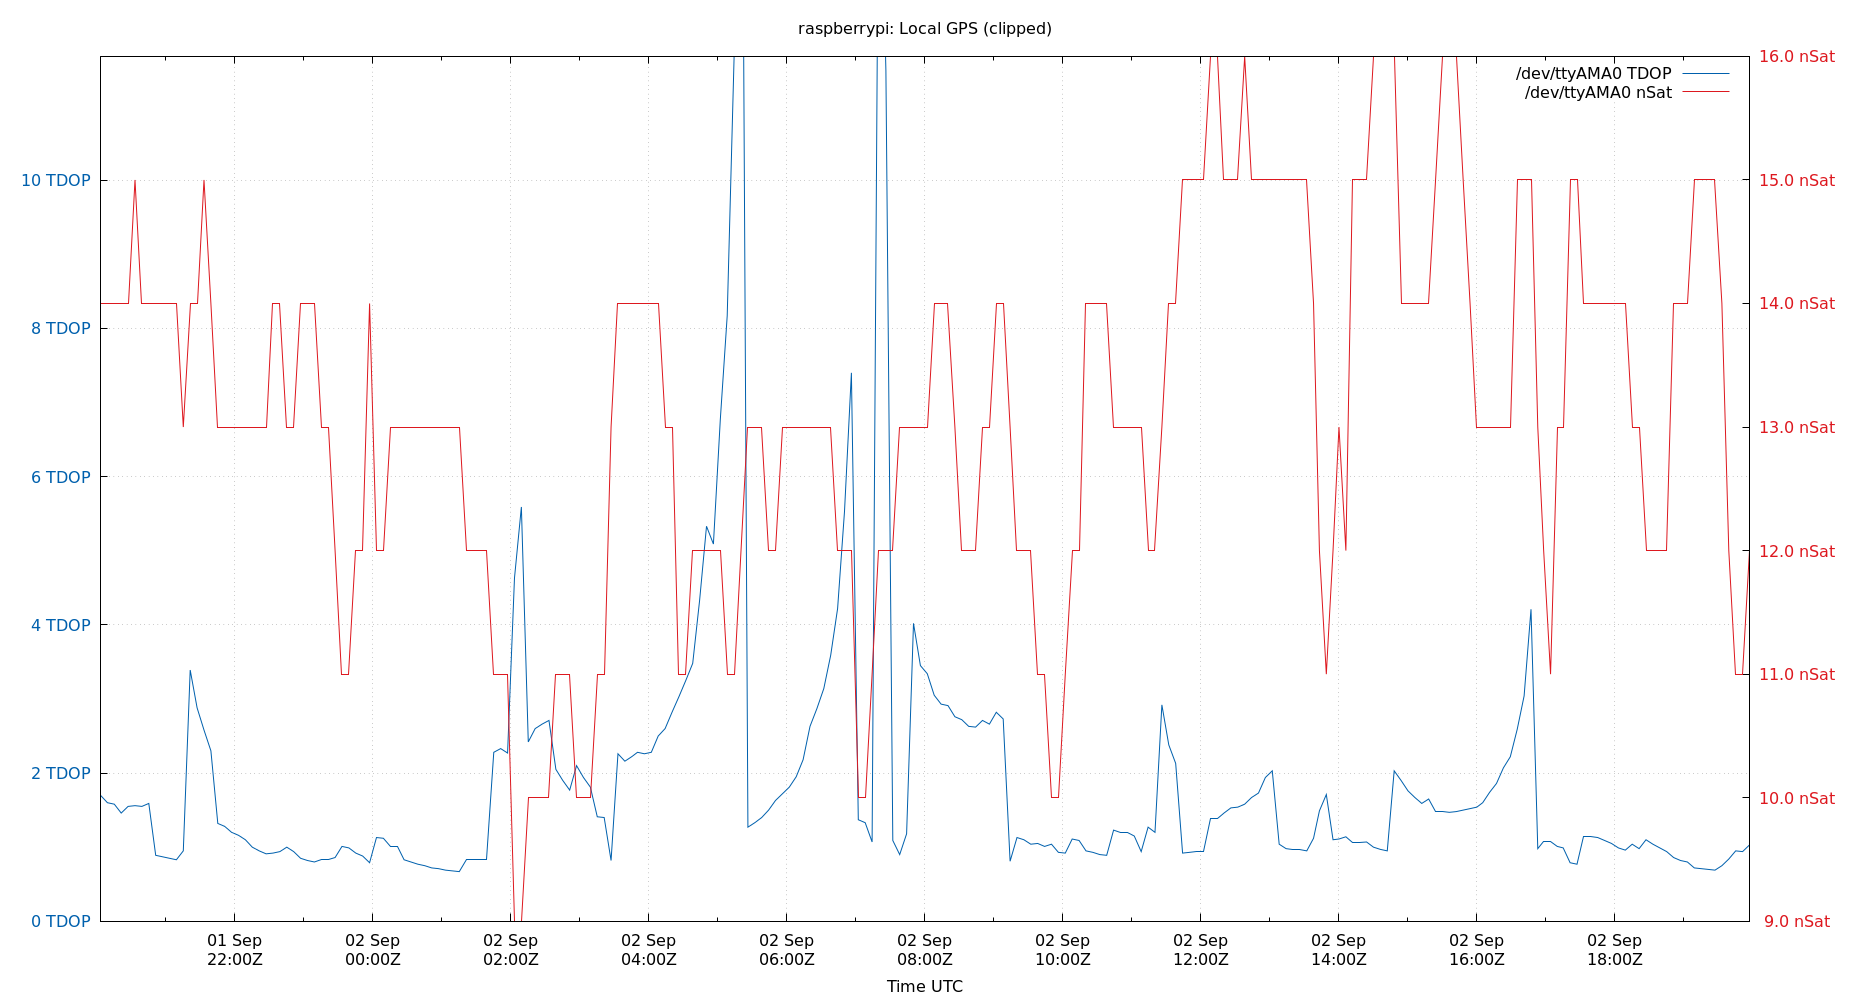 raspberrypi: Local GPS (clipped)
/dev/ttyAMA0 TDOP
/dev/ttyAMA0 nSat
10 TDOP
8 TDOP
6 TDOP
4 TDOP
2 TDOP
0 TDOP
16.0 nSat
15.0 nSat
14.0 nSat
13.0 nSat
12.0 nSat
11.0 nSat
10.0 nSat
9.0 nSat
01 Sep 02 Sep 02 Sep 02 Sep 02 Sep 02 Sep 02 Sep 02 Sep 02 Sep 02 Sep 02 Sep
22:00Z 00:00Z 02:00Z 04:00Z 06:00Z 08:00Z 10:00Z 12:00Z 14:00Z 16:00Z 18:00Z
Time UTC